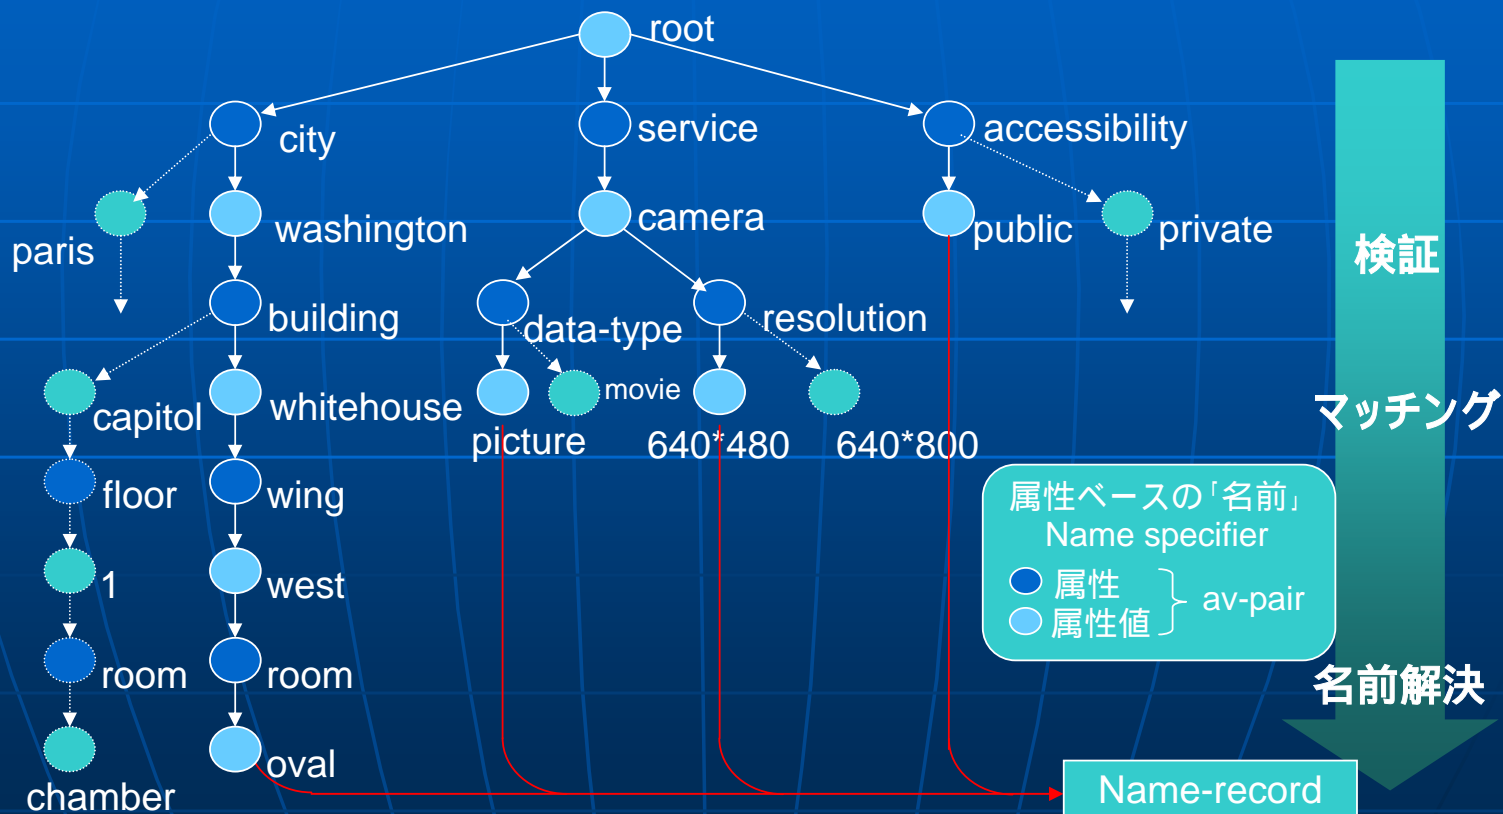 root
city
service
accessibility
paris
washington
camera
public
private
検証
building
data-type
resolution
capitol
whitehouse
movie
マッチング
picture
640*480
640*800
floor
wing
属性ベースの「名前」
Name specifier
属性
属性値
av-pair
1
west
room
room
名前解決
chamber
oval
Name-record